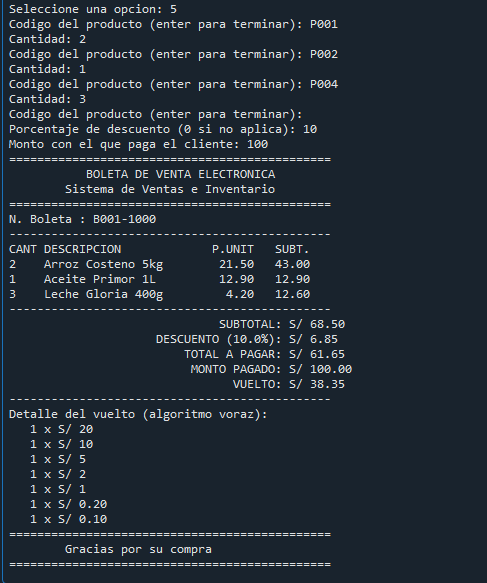 Seleccione una opcion: 5
Codigo del producto (enter para terminar): P001
Cantidad: 2
Codigo del producto (enter para terminar): P002
Cantidad: 1
Codigo del producto (enter para terminar): P004
Cantidad: 3
Codigo del producto (enter para terminar):
Porcentaje de descuento (0 si no aplica): 10
Monto con el que paga el cliente: 100
==============================================
BOLETA DE VENTA ELECTRONICA
Sistema de Ventas e Inventario
==============================================
N. Boleta : B001-1000
----------------------------------------------
CANT DESCRIPCION P.UNIT SUBT.
2 Arroz Costeno 5kg 21.50 43.00
1 Aceite Primor 1L 12.90 12.90
3 Leche Gloria 400g 4.20 12.60
----------------------------------------------
SUBTOTAL: S/ 68.50
DESCUENTO (10.0%): S/ 6.85
TOTAL A PAGAR: S/ 61.65
MONTO PAGADO: S/ 100.00
VUELTO: S/ 38.35
----------------------------------------------
Detalle del vuelto (algoritmo voraz):
1 x S/ 20
1 x S/ 10
1 x S/ 5
1 x S/ 2
1 x S/ 1
1 x S/ 0.20
1 x S/ 0.10
==============================================
Gracias por su compra
==============================================